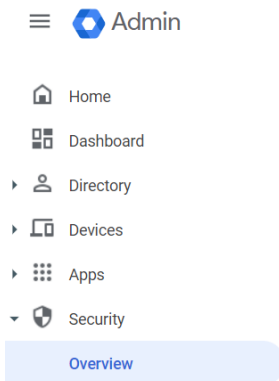 Admin
Home
Dashboard
Directory
Devices
Apps
Security
Overview